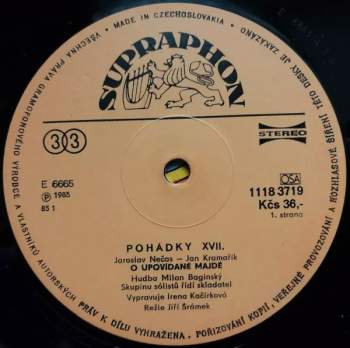 VŠECHNA PRÁVA GRAMOFONOVÉHO VÝROBCE A VLASTNÍKŮ AUTORSKÝCH PRÁV K DÍLU VYHRAŽENA. POŘIZOVÁNÍ KOPIÍ, VEŘEJNÉ PROVOZOVÁNÍ A ROZHLASOVÉ ŠÍŘENÍ TÉTO DESKY JE ZAKÁZÁNO
• MADE IN CZECHOSLOVAKIA •
SUPRAPHON
33
STEREO
E 6665
Ⓟ 1985
85 1
OSA
1118 3719
Kčs 36,-
1. strana
POHÁDKY XVII.
Jaroslav Nečas — Jan Kramařík
O UPOVÍDANÉ MAJDĚ
Hudba Milan Baginský
Skupinu sólistů řídí skladatel
Vypravuje Irena Kačírková
Režie Jiří Šrámek